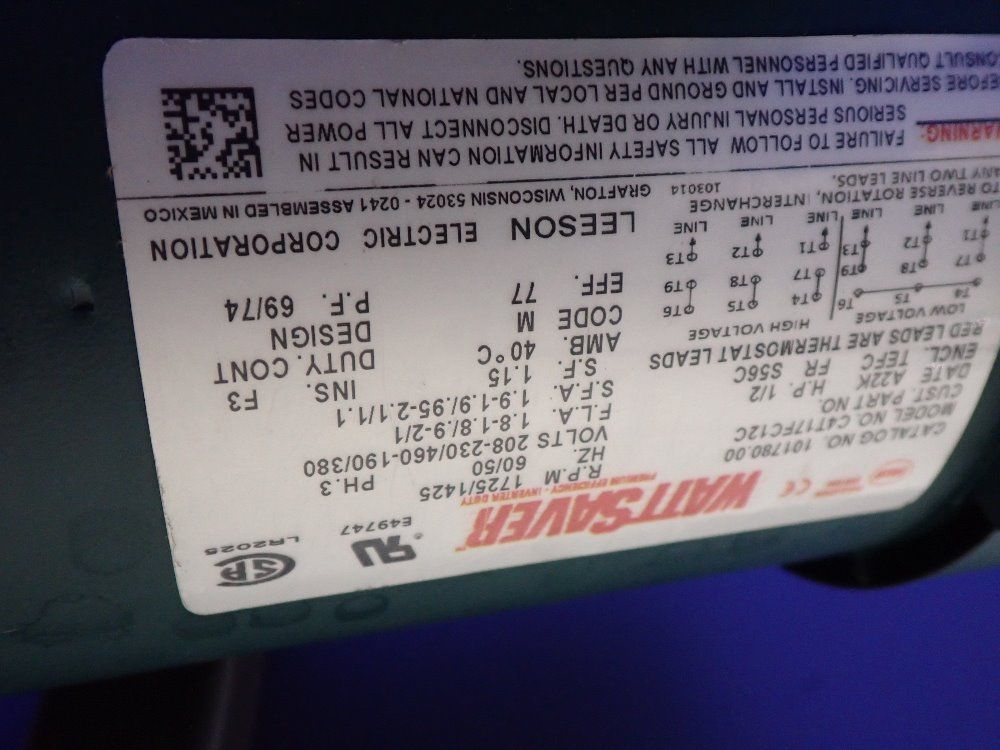 WATTSAVER
PREMIUM EFFICIENCY - INVERTER DUTY
E49747
LR2025
CATALOG NO. 101780.00
MODEL NO. C4T17FC12C
CUST. PART NO.
DATE A22K H.P. 1/2
ENCL. TEFC FR S56C
RED LEADS ARE THERMOSTAT LEADS
R.P.M 1725/1425
HZ. 60/50 PH. 3
VOLTS 208-230/460-190/380
F.L.A. 1.8-1.8/.9-2/1
S.F.A. 1.9-1.9/.95-2.1/1.1
S.F. 1.15 INS. F3
AMB. 40°C DUTY. CONT
CODE M DESIGN
EFF. 77 P.F. 69/74
LOW VOLTAGE HIGH VOLTAGE
T4 T5 T6 T4 T5 T6
T7 T8 T9 T7 T8 T9
T1 T2 T3 T1 T2 T3
LINE LINE LINE LINE LINE LINE
TO REVERSE ROTATION, INTERCHANGE
ANY TWO LINE LEADS. 103014
LEESON ELECTRIC CORPORATION
GRAFTON, WISCONSIN 53024 - 0241 ASSEMBLED IN MEXICO
WARNING: FAILURE TO FOLLOW ALL SAFETY INFORMATION CAN RESULT IN
SERIOUS PERSONAL INJURY OR DEATH. DISCONNECT ALL POWER
BEFORE SERVICING. INSTALL AND GROUND PER LOCAL AND NATIONAL CODES
CONSULT QUALIFIED PERSONNEL WITH ANY QUESTIONS.